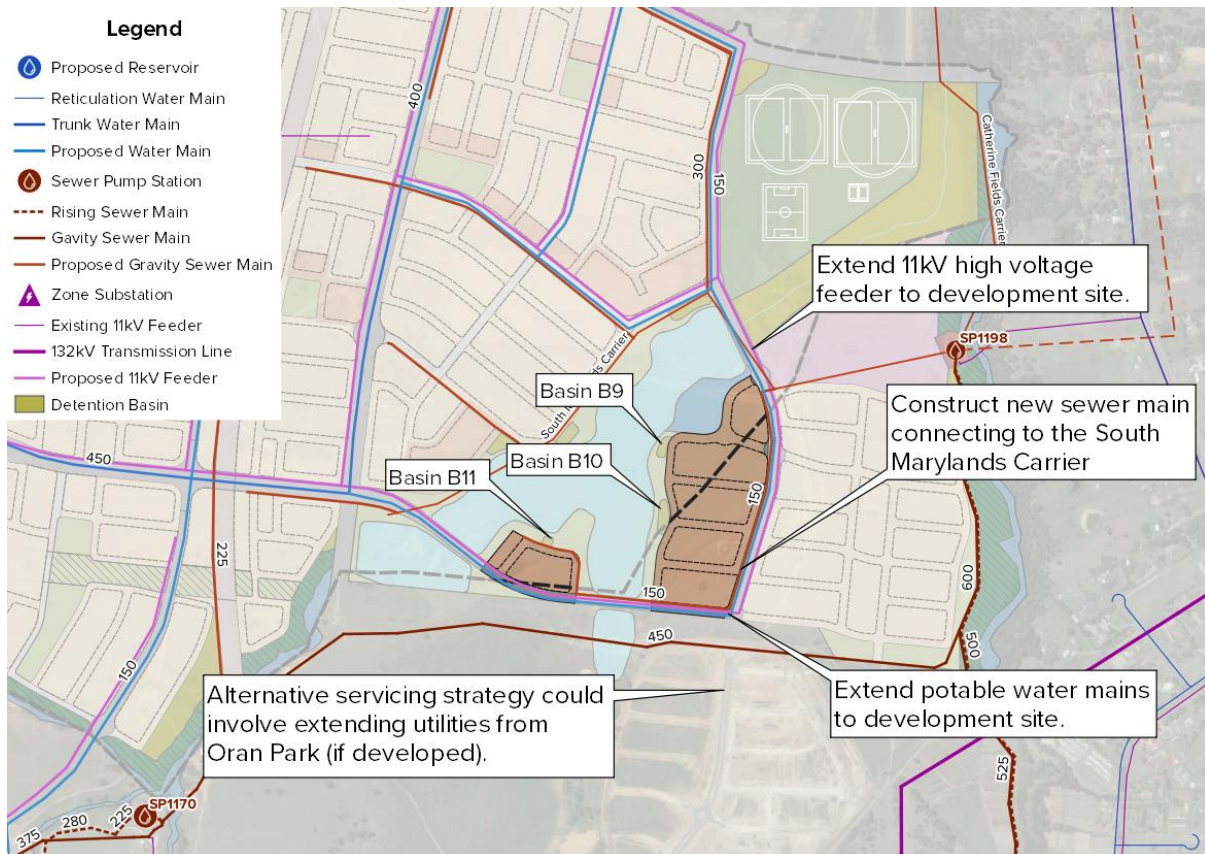 Legend
Proposed Reservoir
Reticulation Water Main
Trunk Water Main
Proposed Water Main
Sewer Pump Station
Rising Sewer Main
Gavity Sewer Main
Proposed Gravity Sewer Main
Zone Substation
Existing 11kV Feeder
132kV Transmission Line
Proposed 11kV Feeder
Detention Basin
400
300
150
Catherine Fields Carrier
Extend 11kV high voltage
feeder to development site.
SP1198
Basin B9
Construct new sewer main
connecting to the South
Marylands Carrier
Basin B10
Basin B11
450
150
225
150
600
450
500
150
Alternative servicing strategy could
involve extending utilities from
Oran Park (if developed).
Extend potable water mains
to development site.
525
SP1170
225
280
375